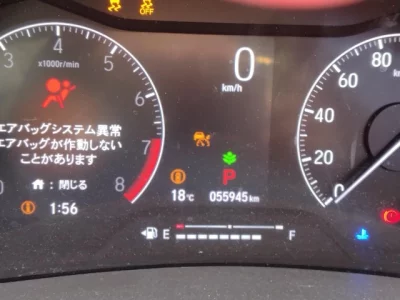 OFF
3 4 5 6 7 8
x1000r/min
0
km/h
0 20 40 60 80
エアバッグシステム異常
エアバッグが作動しない
ことがあります
:閉じる
1:56
P
18℃ 055945km
E F